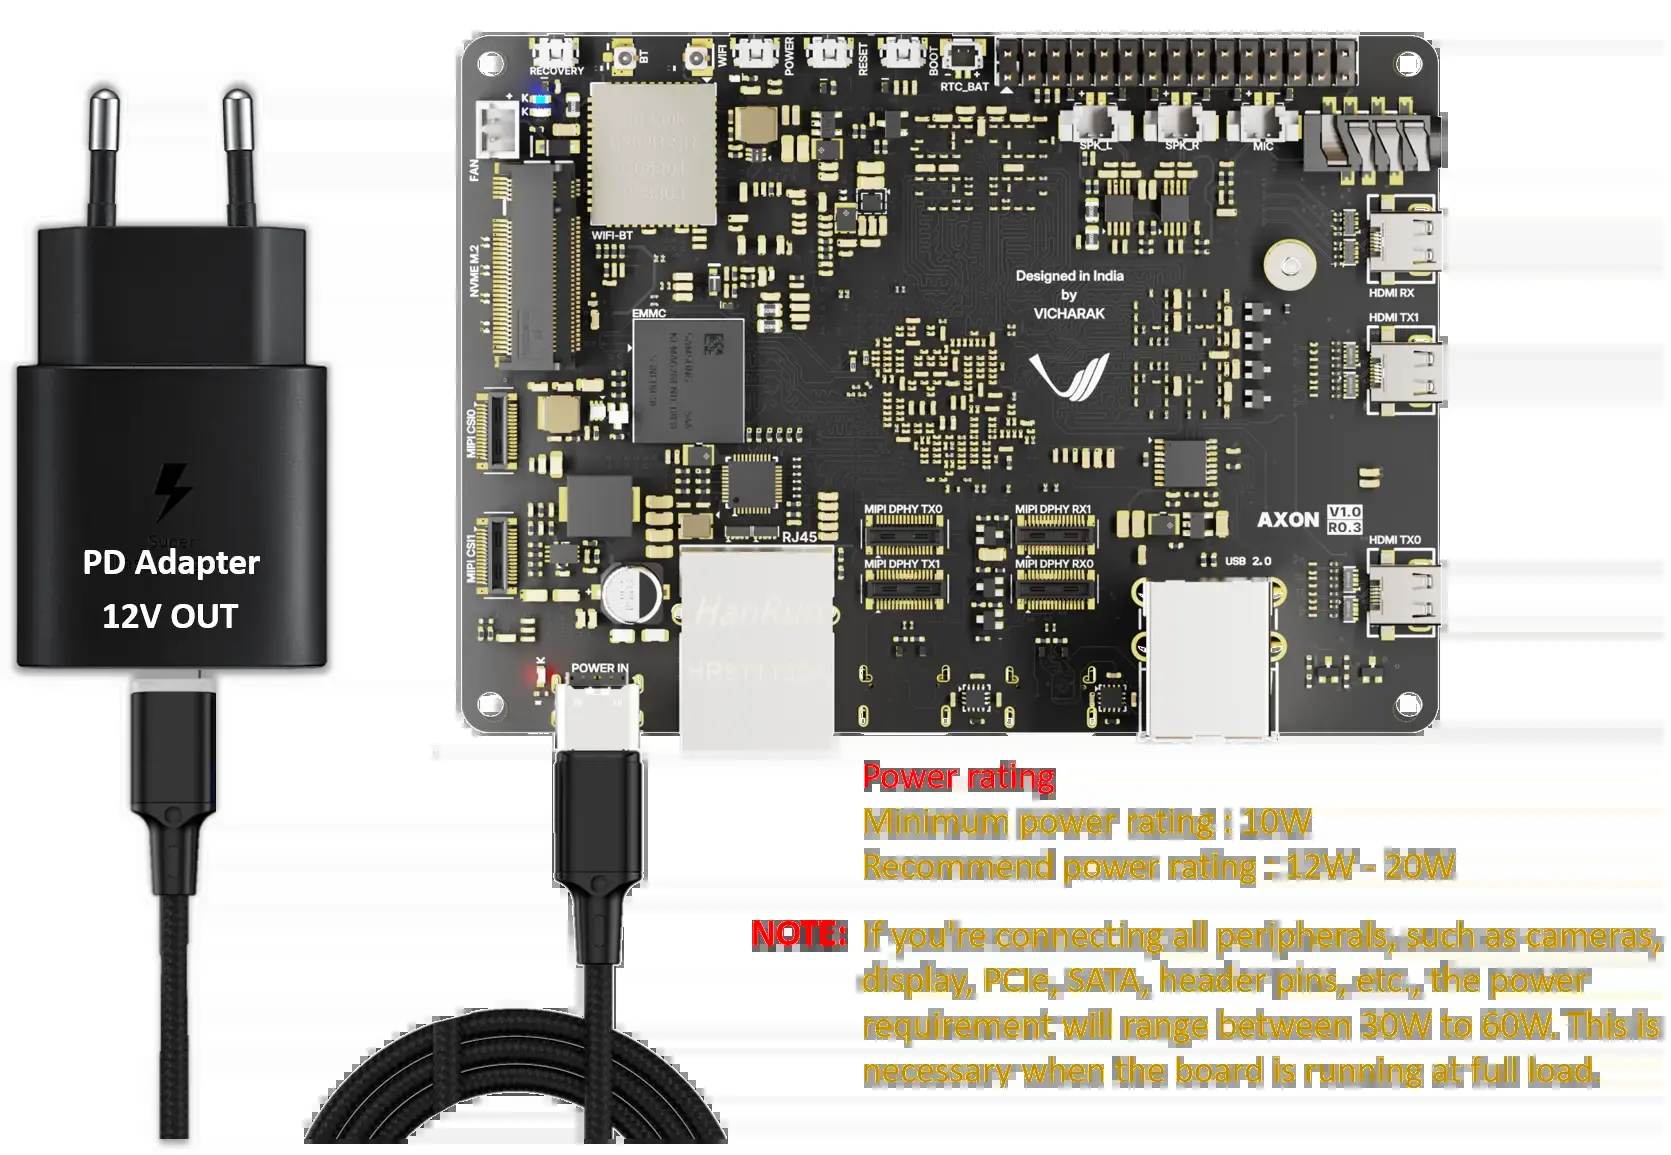 RECOVERY
BT
WIFI
POWER
RESET
BOOT
RTC_BAT
FAN
SPK_L
SPK_R
MIC
WIFI-BT
NVME M.2
Designed in India
by
VICHARAK
HDMI RX
HDMI TX1
EMMC
MIPI CSI0
MIPI DPHY TX0
MIPI DPHY RX1
AXON
V1.0
R0.3
RJ45
HDMI TX0
MIPI CSI1
MIPI DPHY TX1
MIPI DPHY RX0
USB 2.0
Super
PD Adapter
12V OUT
HanRun
POWER IN
Power rating
Minimum power rating : 10W
Recommend power rating : 12W - 20W
NOTE: If you're connecting all peripherals, such as cameras,
display, PCIe, SATA, header pins, etc., the power
requirement will range between 30W to 60W. This is
necessary when the board is running at full load.